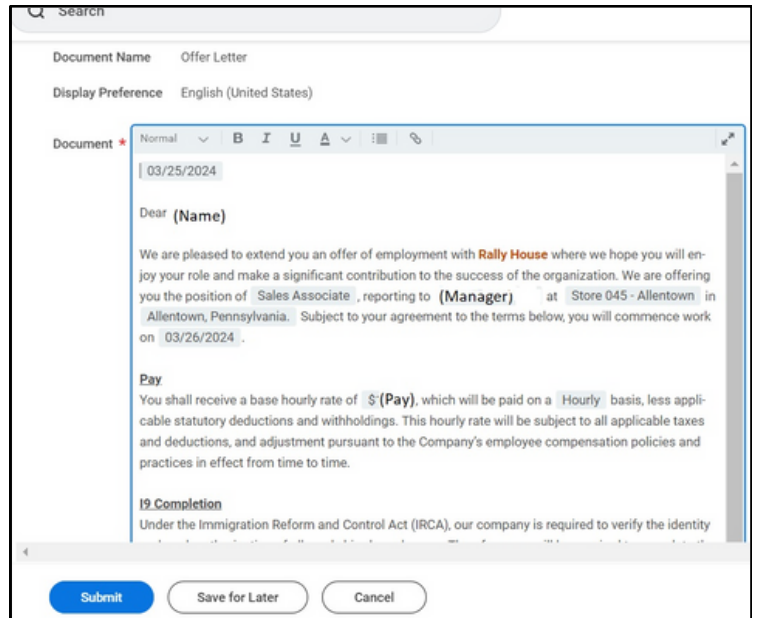 Search
Document Name Offer Letter
Display Preference English (United States)
Document * Normal B I U A
03/25/2024
Dear (Name)
We are pleased to extend you an offer of employment with Rally House where we hope you will en-
joy your role and make a significant contribution to the success of the organization. We are offering
you the position of Sales Associate , reporting to (Manager) at Store 045 - Allentown in
Allentown, Pennsylvania. Subject to your agreement to the terms below, you will commence work
on 03/26/2024 .
Pay
You shall receive a base hourly rate of $ (Pay), which will be paid on a Hourly basis, less appli-
cable statutory deductions and withholdings. This hourly rate will be subject to all applicable taxes
and deductions, and adjustment pursuant to the Company's employee compensation policies and
practices in effect from time to time.
I9 Completion
Under the Immigration Reform and Control Act (IRCA), our company is required to verify the identity
Submit Save for Later Cancel